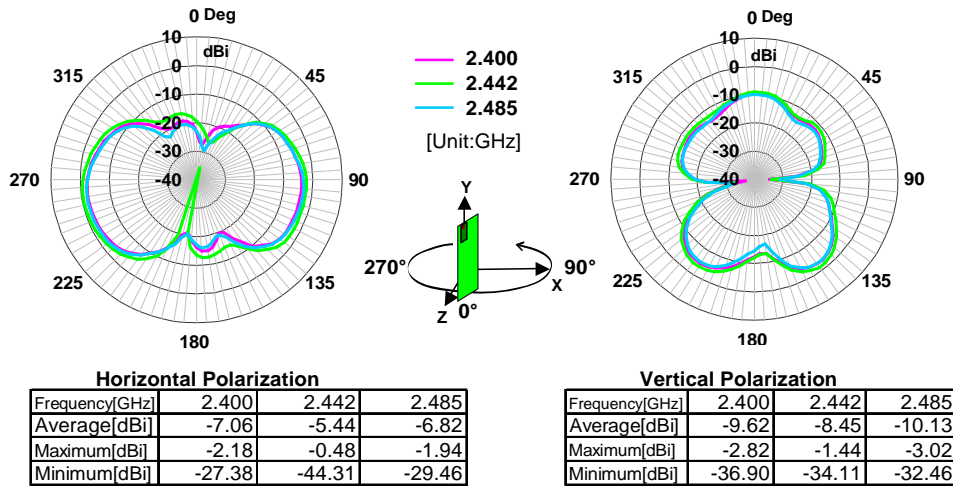 0 Deg
10
dBi
0
-10
-20
-30
-40
315
45
270
90
225
135
180
2.400
2.442
2.485
[Unit:GHz]
Y
270°
90°
X
Z
0°
0 Deg
10
dBi
0
-10
-20
-30
-40
315
45
270
90
225
135
180
Horizontal Polarization
Frequency[GHz] 2.400 2.442 2.485
Average[dBi] -7.06 -5.44 -6.82
Maximum[dBi] -2.18 -0.48 -1.94
Minimum[dBi] -27.38 -44.31 -29.46
Vertical Polarization
Frequency[GHz] 2.400 2.442 2.485
Average[dBi] -9.62 -8.45 -10.13
Maximum[dBi] -2.82 -1.44 -3.02
Minimum[dBi] -36.90 -34.11 -32.46